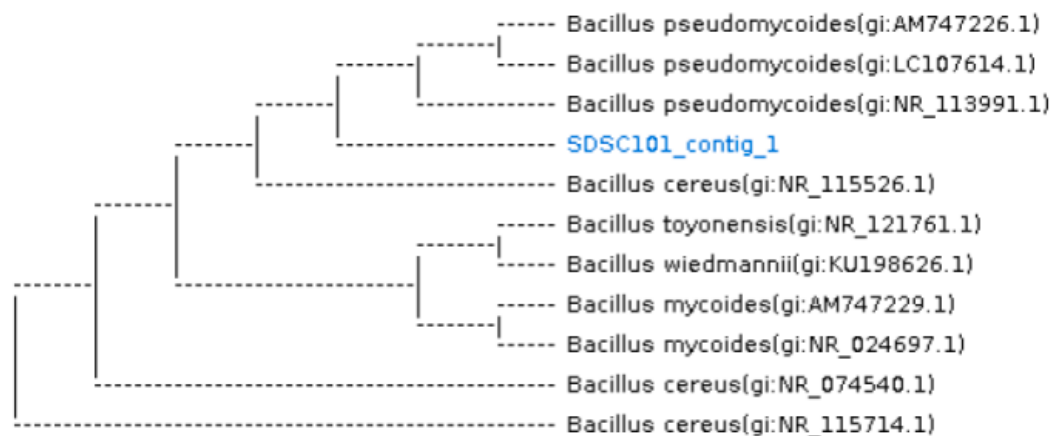 Bacillus pseudomycoides(gi:AM747226.1)
Bacillus pseudomycoides(gi:LC107614.1)
Bacillus pseudomycoides(gi:NR_113991.1)
SDSC101_contig_1
Bacillus cereus(gi:NR_115526.1)
Bacillus toyonensis(gi:NR_121761.1)
Bacillus wiedmannii(gi:KU198626.1)
Bacillus mycoides(gi:AM747229.1)
Bacillus mycoides(gi:NR_024697.1)
Bacillus cereus(gi:NR_074540.1)
Bacillus cereus(gi:NR_115714.1)